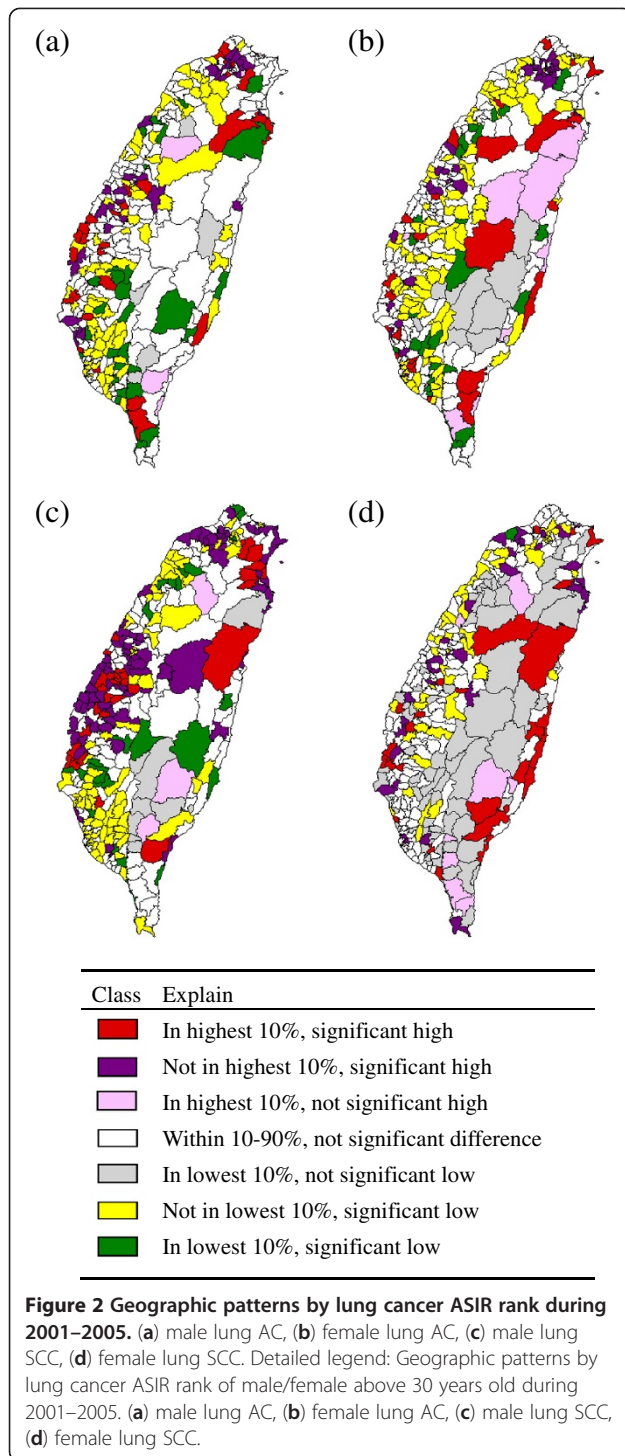 (a)
(b)
(c)
(d)
Class Explain
In highest 10%, significant high
Not in highest 10%, significant high
In highest 10%, not significant high
Within 10-90%, not significant difference
In lowest 10%, not significant low
Not in lowest 10%, significant low
In lowest 10%, significant low
Figure 2 Geographic patterns by lung cancer ASIR rank during
2001–2005. (a) male lung AC, (b) female lung AC, (c) male lung
SCC, (d) female lung SCC. Detailed legend: Geographic patterns by
lung cancer ASIR rank of male/female above 30 years old during
2001–2005. (a) male lung AC, (b) female lung AC, (c) male lung SCC,
(d) female lung SCC.